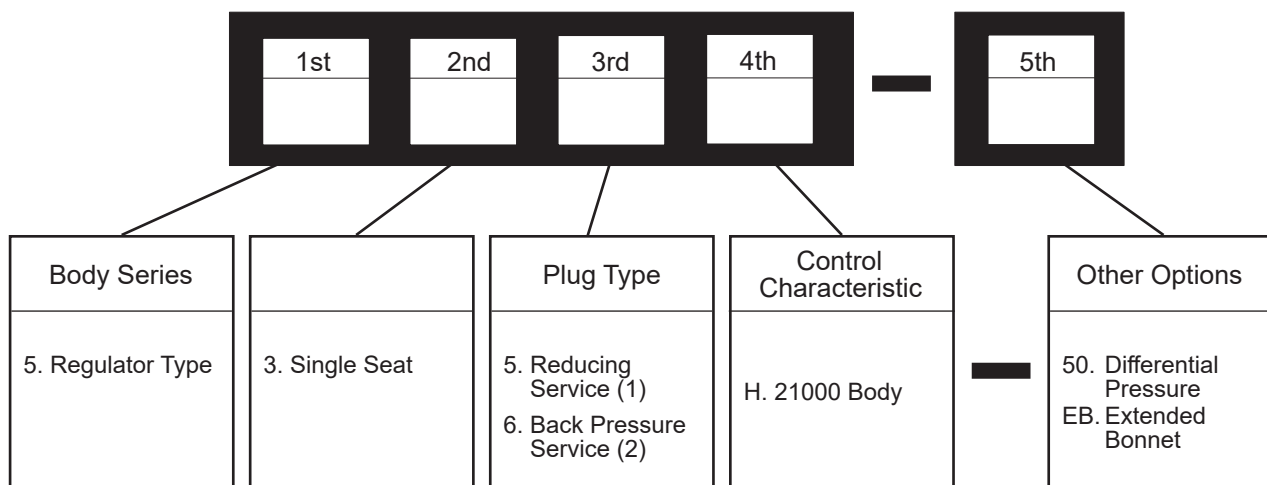 1st
2nd
3rd
4th
5th
Body Series
5. Regulator Type
3. Single Seat
Plug Type
5. Reducing
Service (1)
6. Back Pressure
Service (2)
Control
Characteristic
H. 21000 Body
Other Options
50. Differential
Pressure
EB. Extended
Bonnet